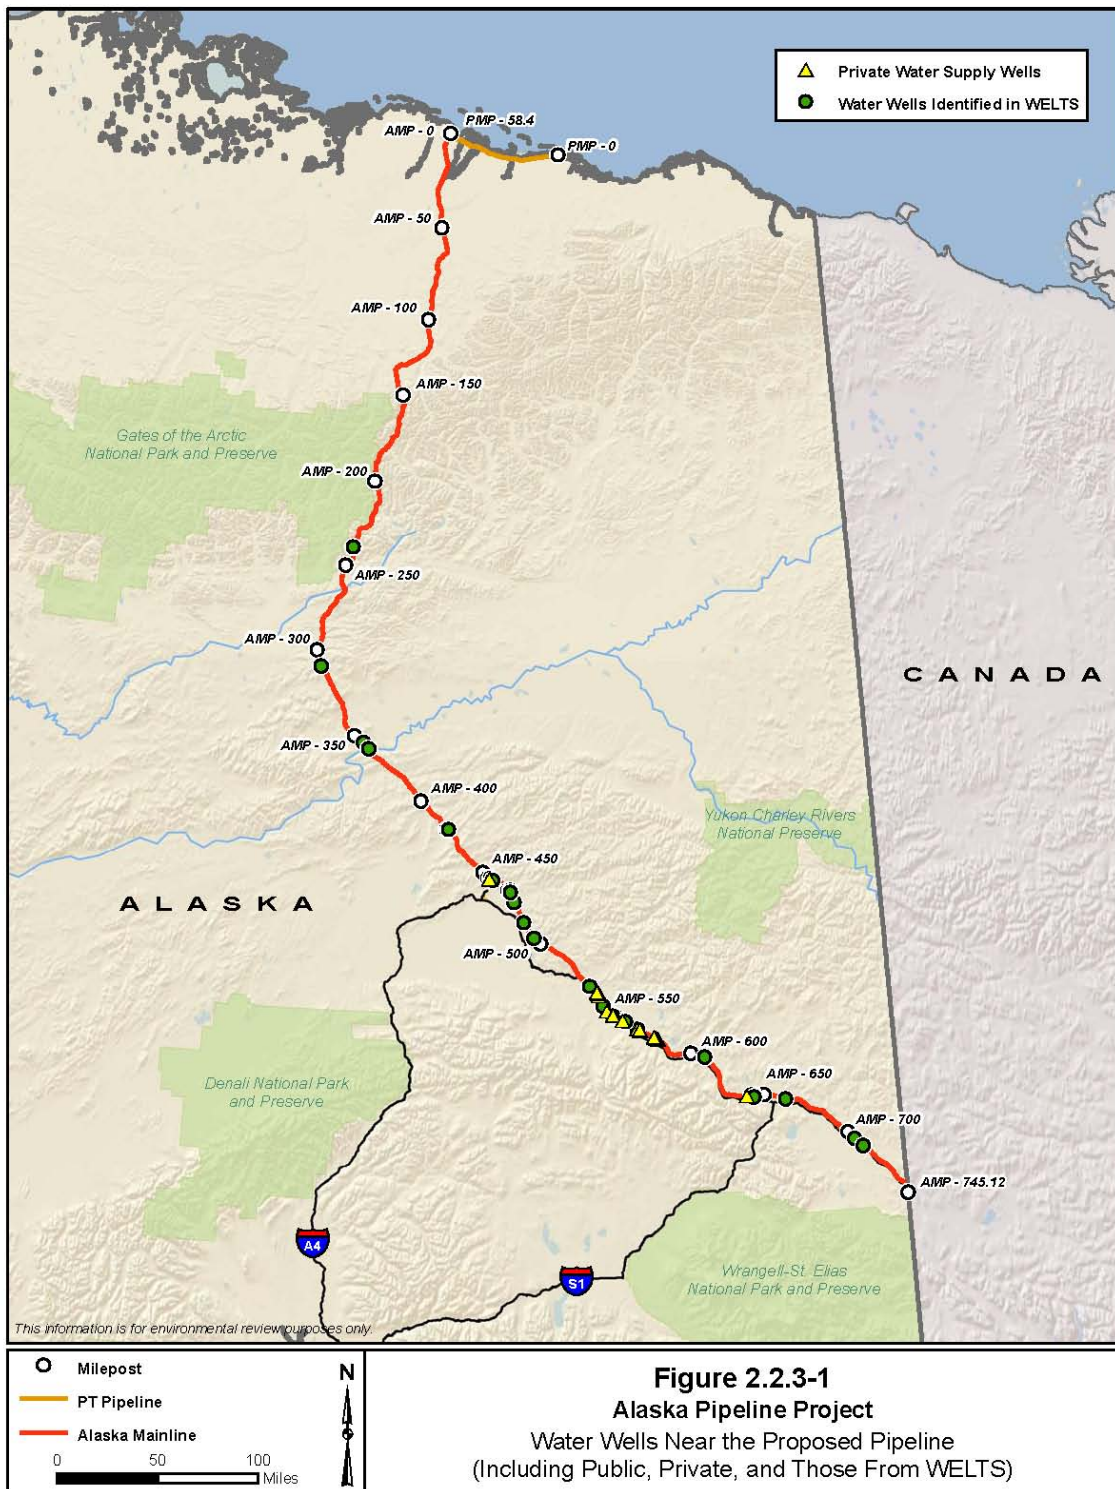 Private Water Supply Wells
Water Wells Identified in WELTS
AMP - 0
PMP - 58.4
PMP - 0
AMP - 50
AMP - 100
AMP - 150
Gates of the Arctic
National Park and Preserve
AMP - 200
AMP - 250
AMP - 300
CANADA
AMP - 350
AMP - 400
Yukon Charley Rivers
National Preserve
AMP - 450
ALASKA
AMP - 500
AMP - 550
AMP - 600
Denali National Park
and Preserve
AMP - 650
AMP - 700
AMP - 745.12
A4
S1
Wrangell-St. Elias
National Park and Preserve
This information is for environmental review purposes only.
Milepost
PT Pipeline
Alaska Mainline
0 50 100
Miles
N
Figure 2.2.3-1
Alaska Pipeline Project
Water Wells Near the Proposed Pipeline
(Including Public, Private, and Those From WELTS)